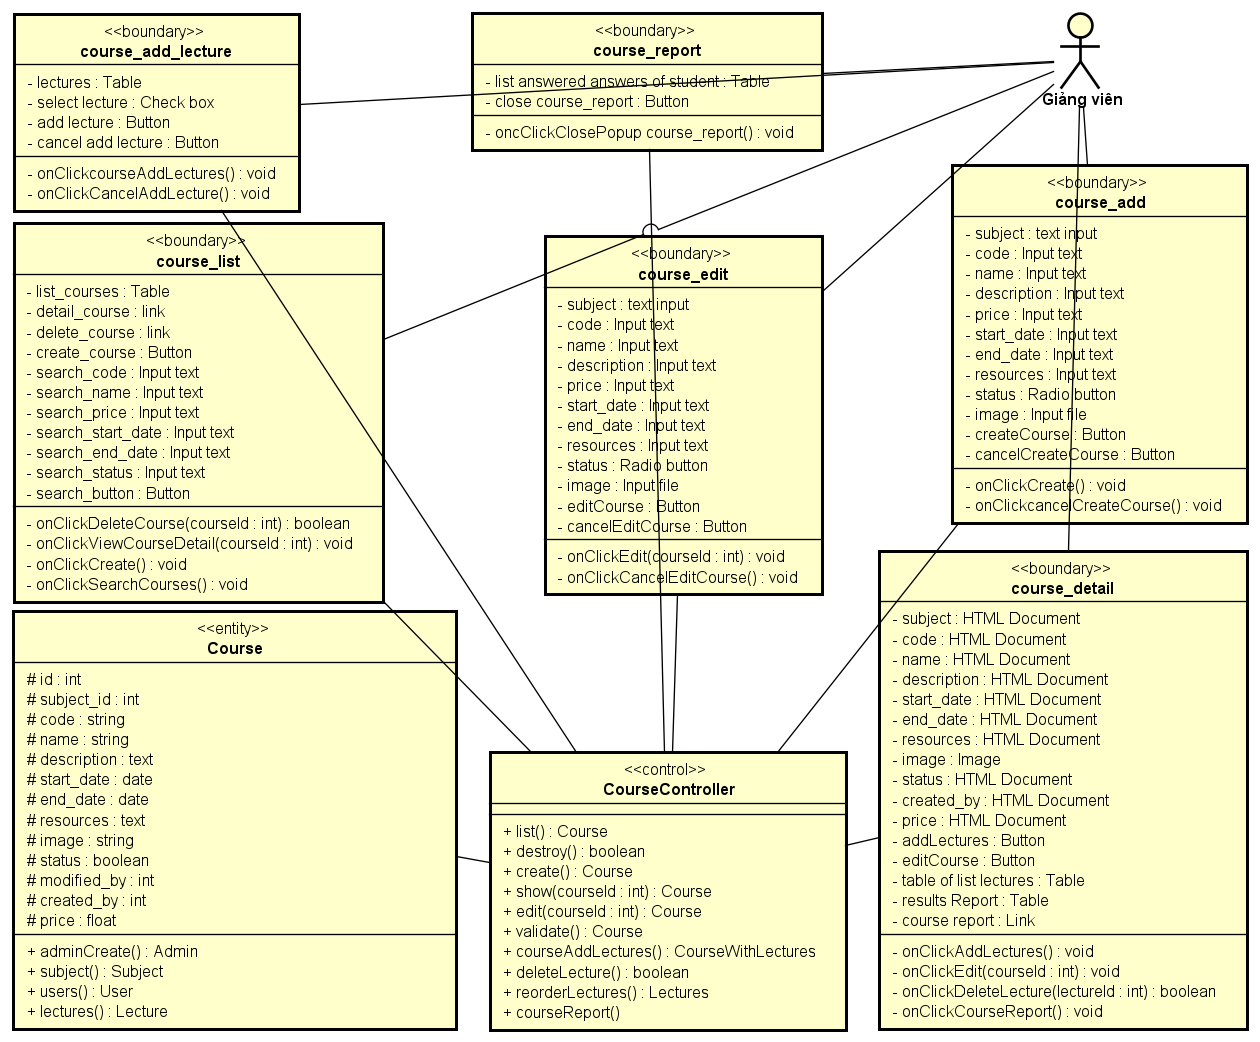 <<boundary>>
course_add_lecture
- lectures : Table
- select lecture : Check box
- add lecture : Button
- cancel add lecture : Button
- onClickcourseAddLectures() : void
- onClickCancelAddLecture() : void
<<boundary>>
course_report
- list answered answers of student : Table
- close course_report : Button
- oncClickClosePopup course_report() : void
Giảng viên
<<boundary>>
course_list
- list_courses : Table
- detail_course : link
- delete_course : link
- create_course : Button
- search_code : Input text
- search_name : Input text
- search_price : Input text
- search_start_date : Input text
- search_end_date : Input text
- search_status : Input text
- search_button : Button
- onClickDeleteCourse(courseId : int) : boolean
- onClickViewCourseDetail(courseId : int) : void
- onClickCreate() : void
- onClickSearchCourses() : void
<<boundary>>
course_edit
- subject : text input
- code : Input text
- name : Input text
- description : Input text
- price : Input text
- start_date : Input text
- end_date : Input text
- resources : Input text
- status : Radio button
- image : Input file
- editCourse : Button
- cancelEditCourse : Button
- onClickEdit(courseId : int) : void
- onClickCancelEditCourse() : void
<<boundary>>
course_add
- subject : text input
- code : Input text
- name : Input text
- description : Input text
- price : Input text
- start_date : Input text
- end_date : Input text
- resources : Input text
- status : Radio button
- image : Input file
- createCourse : Button
- cancelCreateCourse : Button
- onClickCreate() : void
- onClickcancelCreateCourse() : void
<<entity>>
Course
# id : int
# subject_id : int
# code : string
# name : string
# description : text
# start_date : date
# end_date : date
# resources : text
# image : string
# status : boolean
# modified_by : int
# created_by : int
# price : float
+ adminCreate() : Admin
+ subject() : Subject
+ users() : User
+ lectures() : Lecture
<<control>>
CourseController
+ list() : Course
+ destroy() : boolean
+ create() : Course
+ show(courseId : int) : Course
+ edit(courseId : int) : Course
+ validate() : Course
+ courseAddLectures() : CourseWithLectures
+ deleteLecture() : boolean
+ reorderLectures() : Lectures
+ courseReport()
<<boundary>>
course_detail
- subject : HTML Document
- code : HTML Document
- name : HTML Document
- description : HTML Document
- start_date : HTML Document
- end_date : HTML Document
- resources : HTML Document
- image : Image
- status : HTML Document
- created_by : HTML Document
- price : HTML Document
- addLectures : Button
- editCourse : Button
- table of list lectures : Table
- results Report : Table
- course report : Link
- onClickAddLectures() : void
- onClickEdit(courseId : int) : void
- onClickDeleteLecture(lectureId : int) : boolean
- onClickCourseReport() : void